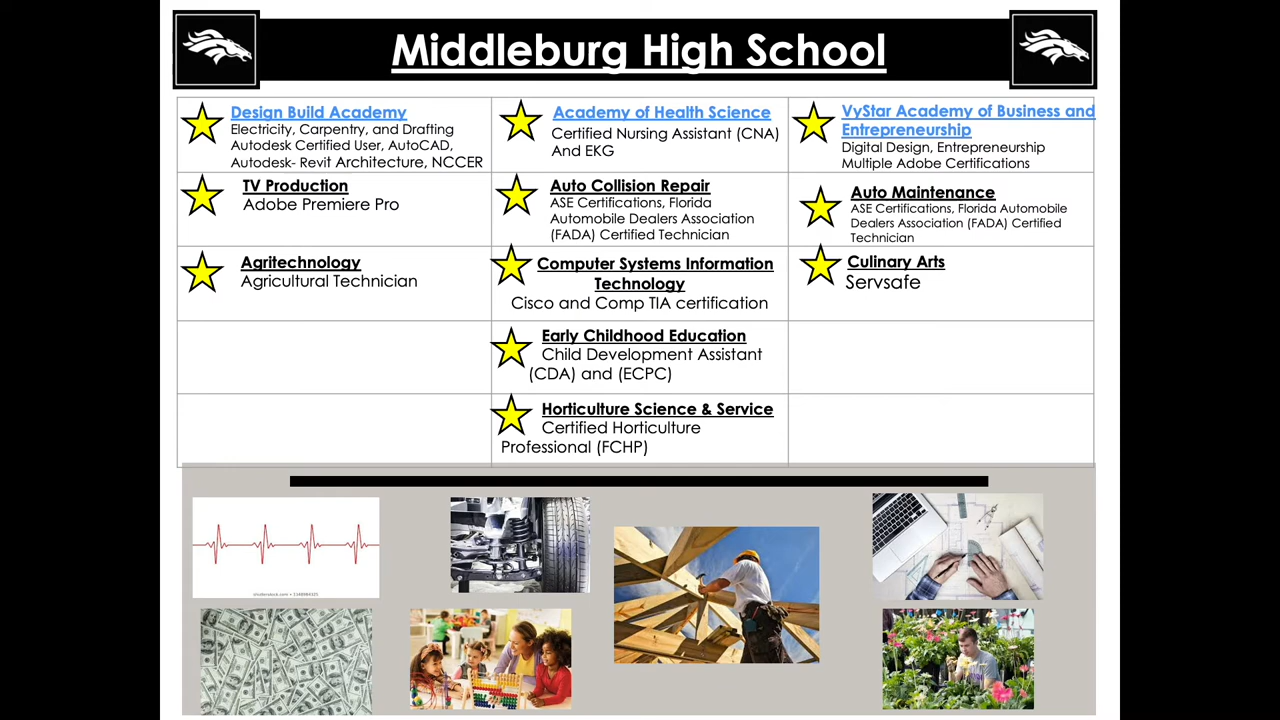 Middleburg High School
Design Build Academy
Electricity, Carpentry, and Drafting
Autodesk Certified User, AutoCAD,
Autodesk- Revit Architecture, NCCER
Academy of Health Science
Certified Nursing Assistant (CNA)
And EKG
VyStar Academy of Business and
Entrepreneurship
Digital Design, Entrepreneurship
Multiple Adobe Certifications
TV Production
Adobe Premiere Pro
Auto Collision Repair
ASE Certifications, Florida
Automobile Dealers Association
(FADA) Certified Technician
Auto Maintenance
ASE Certifications, Florida Automobile
Dealers Association (FADA) Certified
Technician
Agritechnology
Agricultural Technician
Computer Systems Information
Technology
Cisco and Comp TIA certification
Culinary Arts
Servsafe
Early Childhood Education
Child Development Assistant
(CDA) and (ECPC)
Horticulture Science & Service
Certified Horticulture
Professional (FCHP)